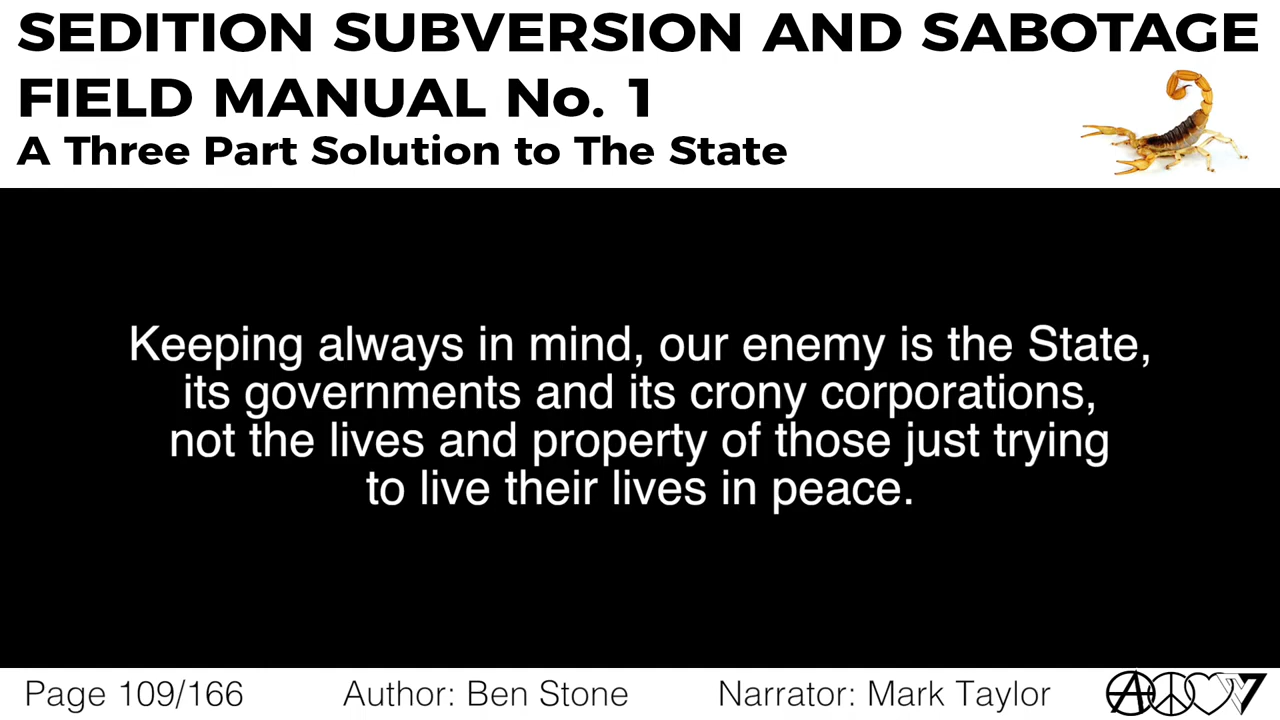 SEDITION SUBVERSION AND SABOTAGE
FIELD MANUAL No. 1
A Three Part Solution to The State
Keeping always in mind, our enemy is the State,
its governments and its crony corporations,
not the lives and property of those just trying
to live their lives in peace.
Page 109/166 Author: Ben Stone Narrator: Mark Taylor